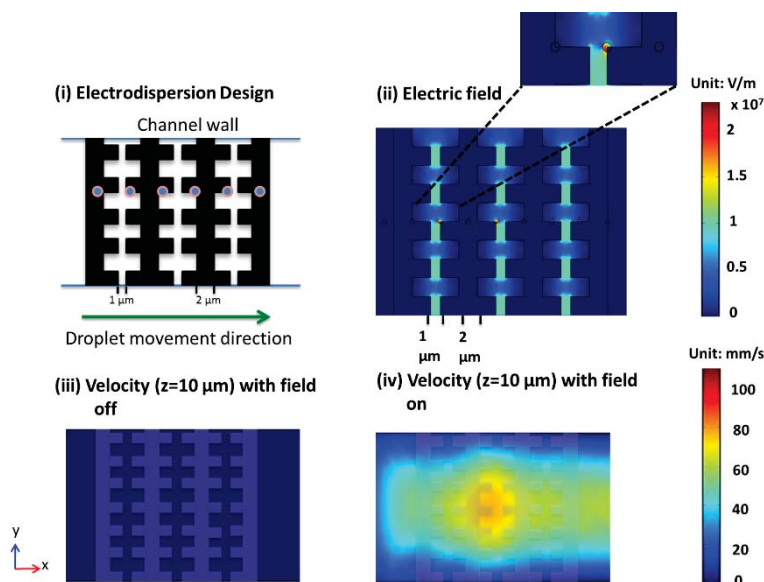 (i) Electrodispersion Design
Channel wall
1 μm
2 μm
Droplet movement direction
(ii) Electric field
Unit: V/m
x 10⁷
2
1.5
1
0.5
0
1
μm
2
μm
(iii) Velocity (z=10 μm) with field
off
y
x
(iv) Velocity (z=10 μm) with field
on
Unit: mm/s
100
80
60
40
20
0